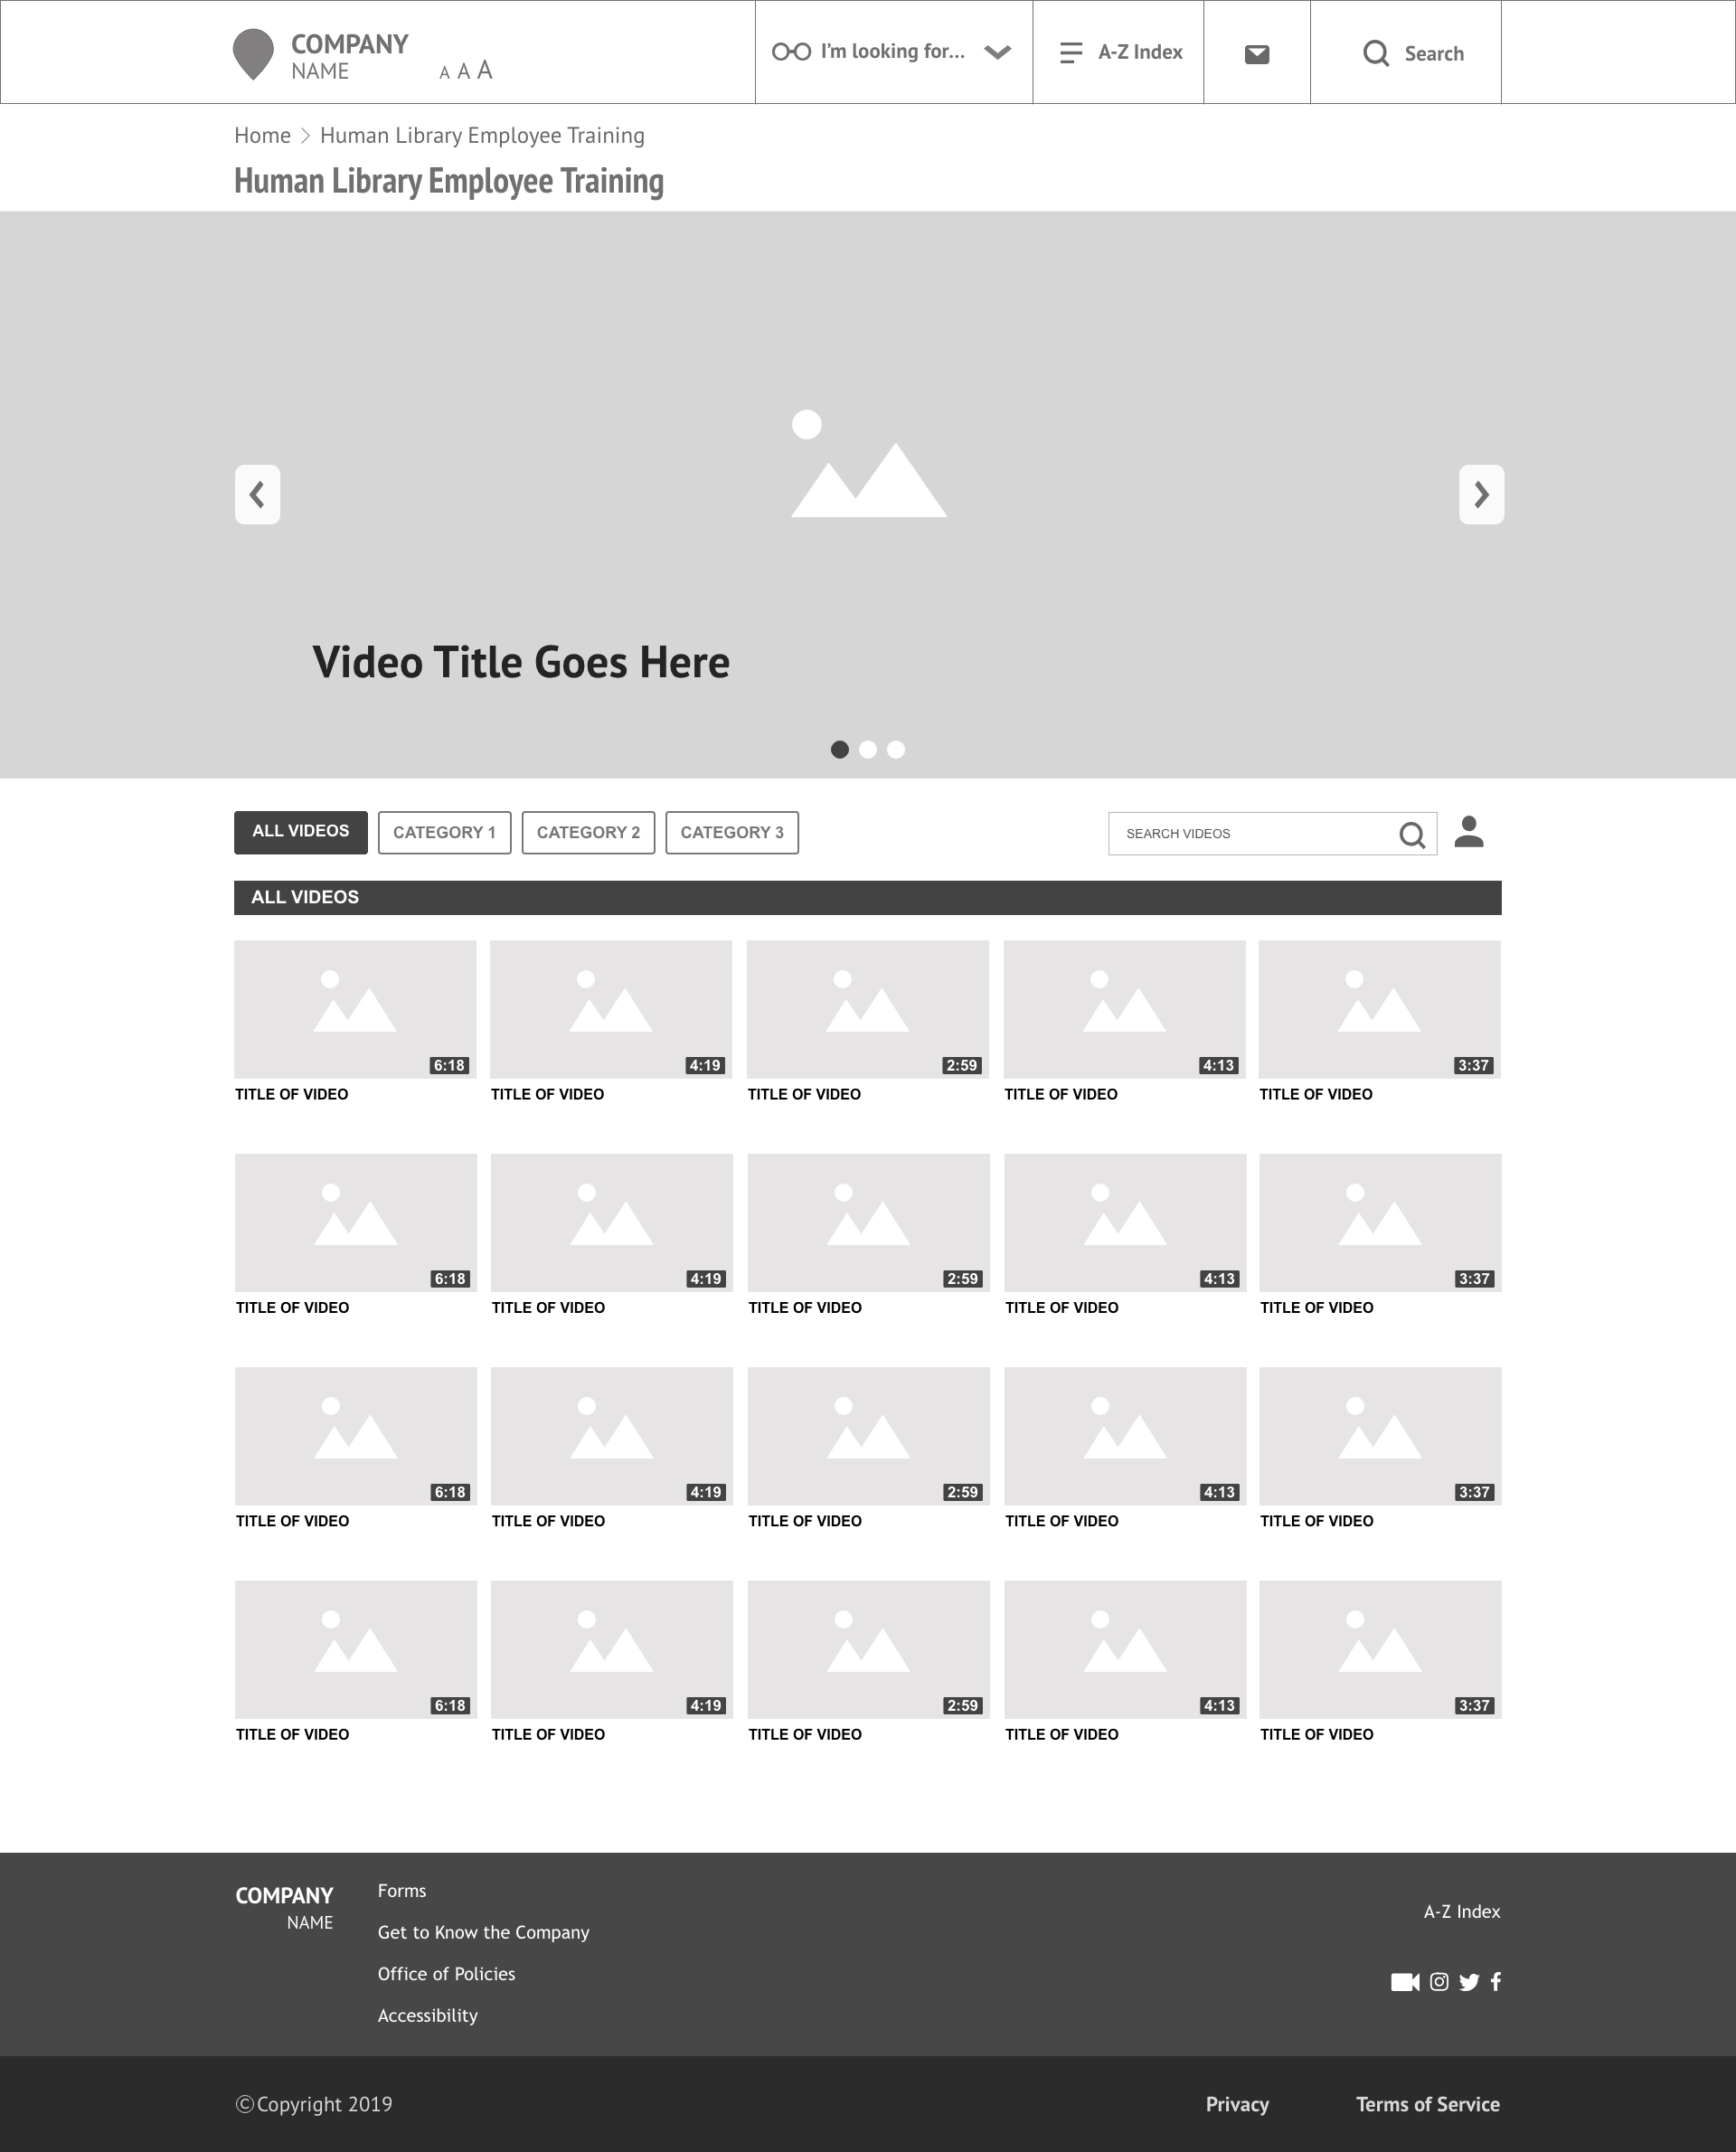 COMPANY
NAME
A A A
I'm looking for...
A-Z Index
Search
Home > Human Library Employee Training
Human Library Employee Training
Video Title Goes Here
ALL VIDEOS
CATEGORY 1
CATEGORY 2
CATEGORY 3
SEARCH VIDEOS
ALL VIDEOS
6:18
4:19
2:59
4:13
3:37
TITLE OF VIDEO
TITLE OF VIDEO
TITLE OF VIDEO
TITLE OF VIDEO
TITLE OF VIDEO
6:18
4:19
2:59
4:13
3:37
TITLE OF VIDEO
TITLE OF VIDEO
TITLE OF VIDEO
TITLE OF VIDEO
TITLE OF VIDEO
6:18
4:19
2:59
4:13
3:37
TITLE OF VIDEO
TITLE OF VIDEO
TITLE OF VIDEO
TITLE OF VIDEO
TITLE OF VIDEO
6:18
4:19
2:59
4:13
3:37
TITLE OF VIDEO
TITLE OF VIDEO
TITLE OF VIDEO
TITLE OF VIDEO
TITLE OF VIDEO
COMPANY
NAME
Forms
Get to Know the Company
Office of Policies
Accessibility
A-Z Index
©Copyright 2019
Privacy
Terms of Service